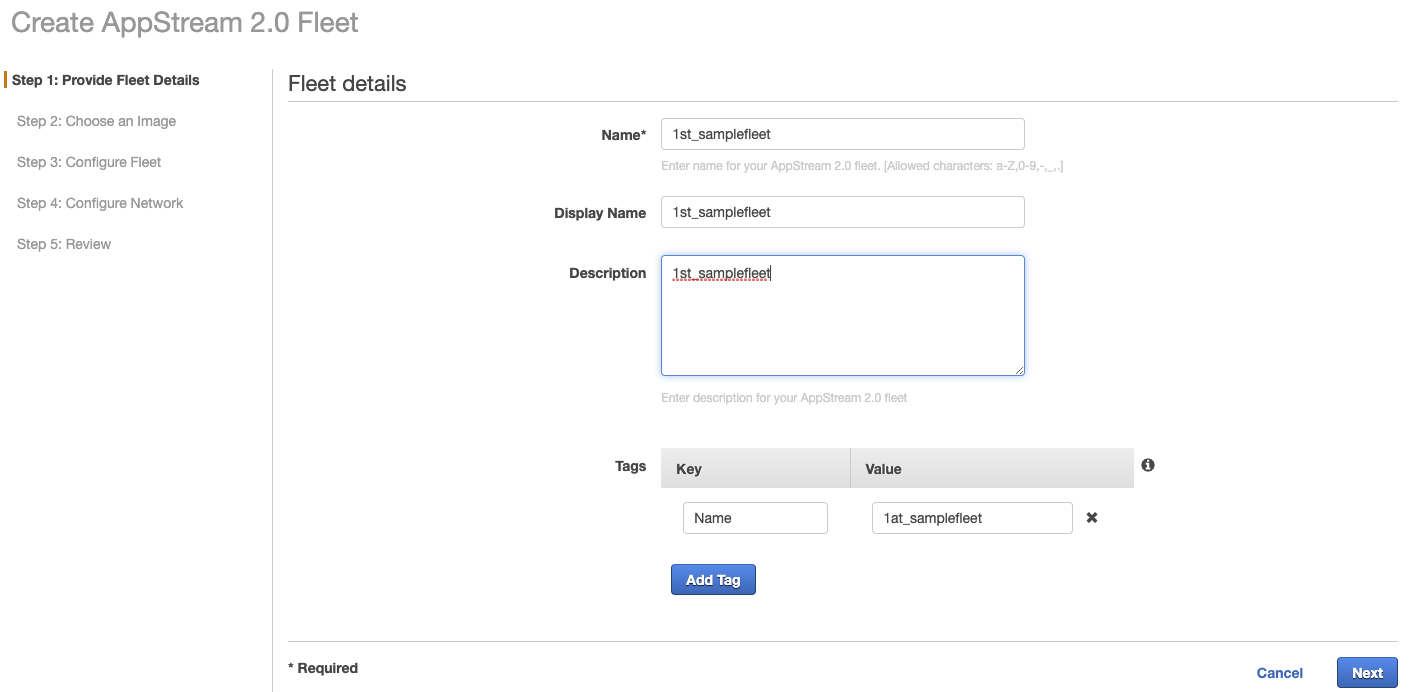 Create AppStream 2.0 Fleet
Step 1: Provide Fleet Details
Step 2: Choose an Image
Step 3: Configure Fleet
Step 4: Configure Network
Step 5: Review
Fleet details
Name* 1st_samplefleet
Enter name for your AppStream 2.0 fleet. [Allowed characters: a-Z,0-9,-,_,.]
Display Name 1st_samplefleet
Description 1st_samplefleet
Enter description for your AppStream 2.0 fleet
Tags Key Value
Name 1at_samplefleet
Add Tag
* Required
Cancel Next